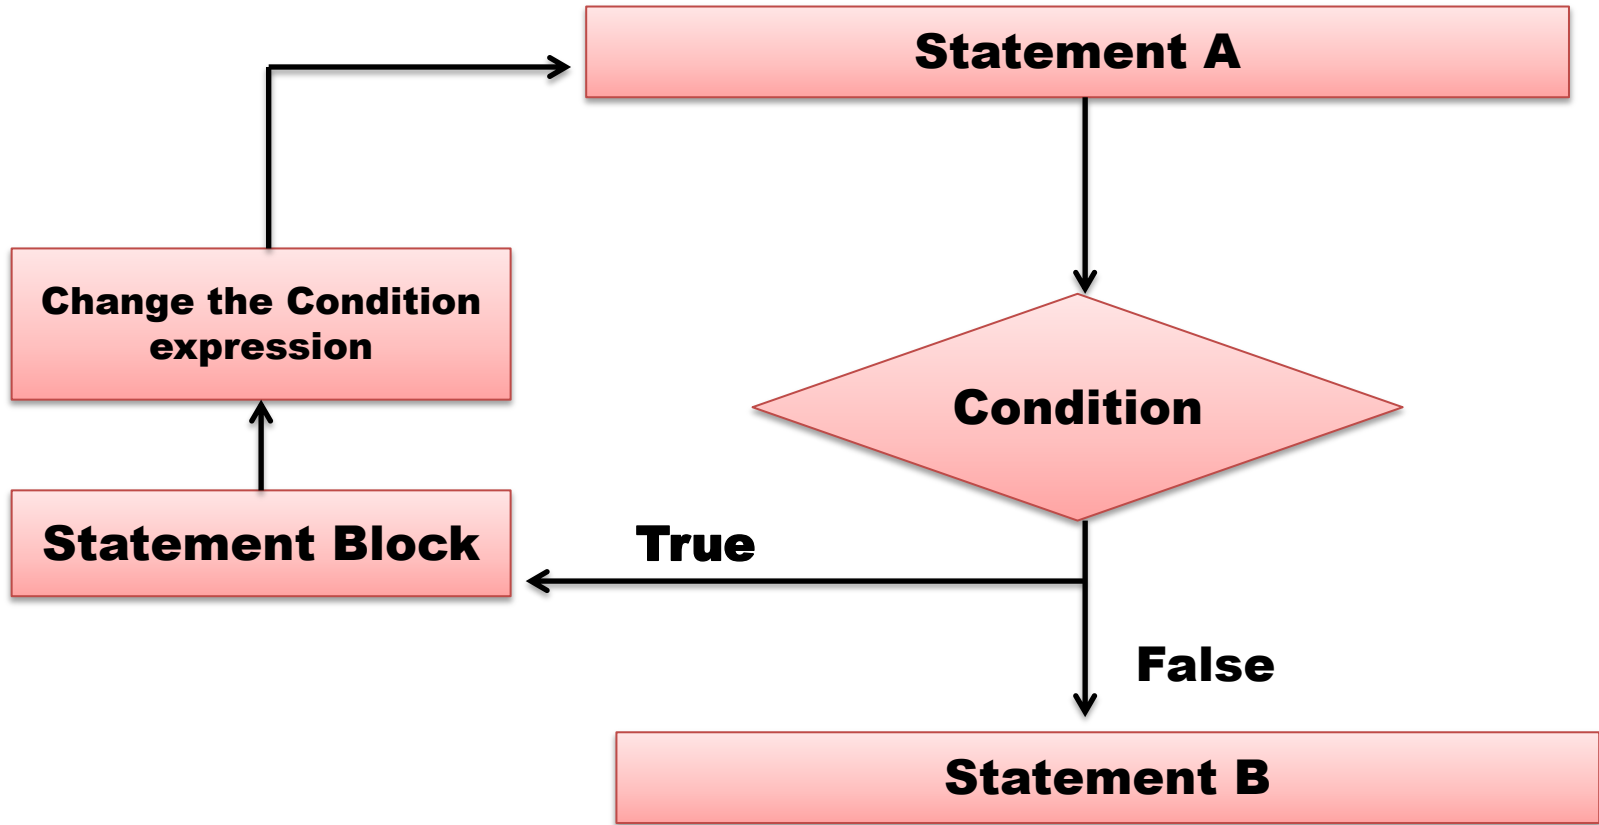 Statement A
Change the Condition
expression
Condition
Statement Block
True
False
Statement B